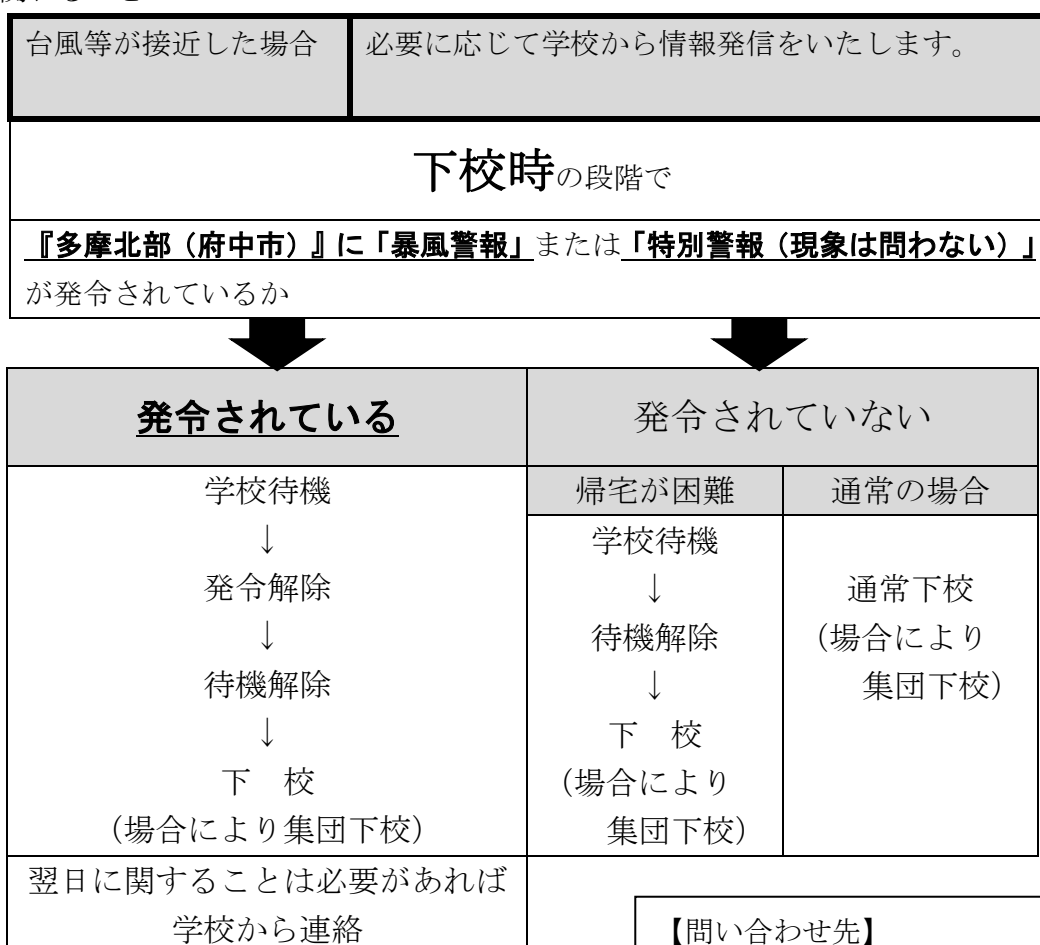 台風等が接近した場合
必要に応じて学校から情報発信をいたします。
下校時の段階で
『多摩北部（府中市）』に「暴風警報」または「特別警報（現象は問わない）」
が発令されているか
発令されている
学校待機
↓
発令解除
↓
待機解除
↓
下　校
（場合により集団下校）
翌日に関することは必要があれば
学校から連絡
発令されていない
帰宅が困難
学校待機
↓
待機解除
↓
下　校
（場合により
集団下校）
通常の場合
通常下校
（場合により
集団下校）
【問い合わせ先】